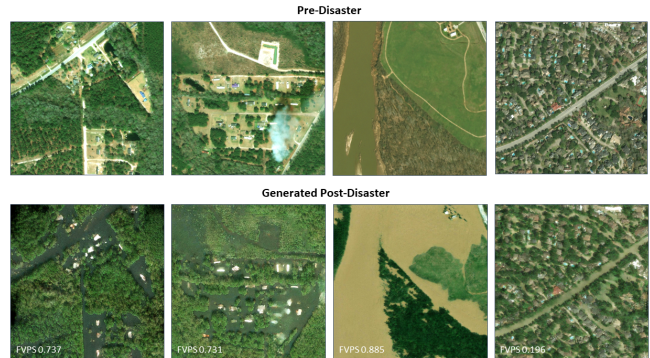 Pre-Disaster
Generated Post-Disaster
FVPS 0.737
FVPS 0.731
FVPS 0.885
FVPS 0.196